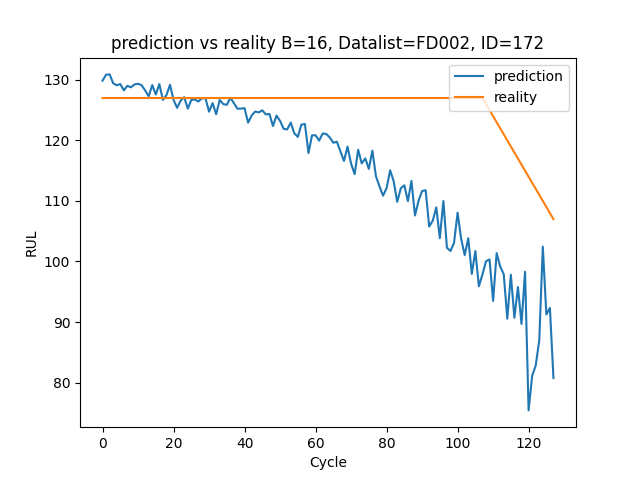 prediction vs reality B=16, Datalist=FD002, ID=172
prediction
reality
130
120
110
100
90
80
RUL
0 20 40 60 80 100 120
Cycle